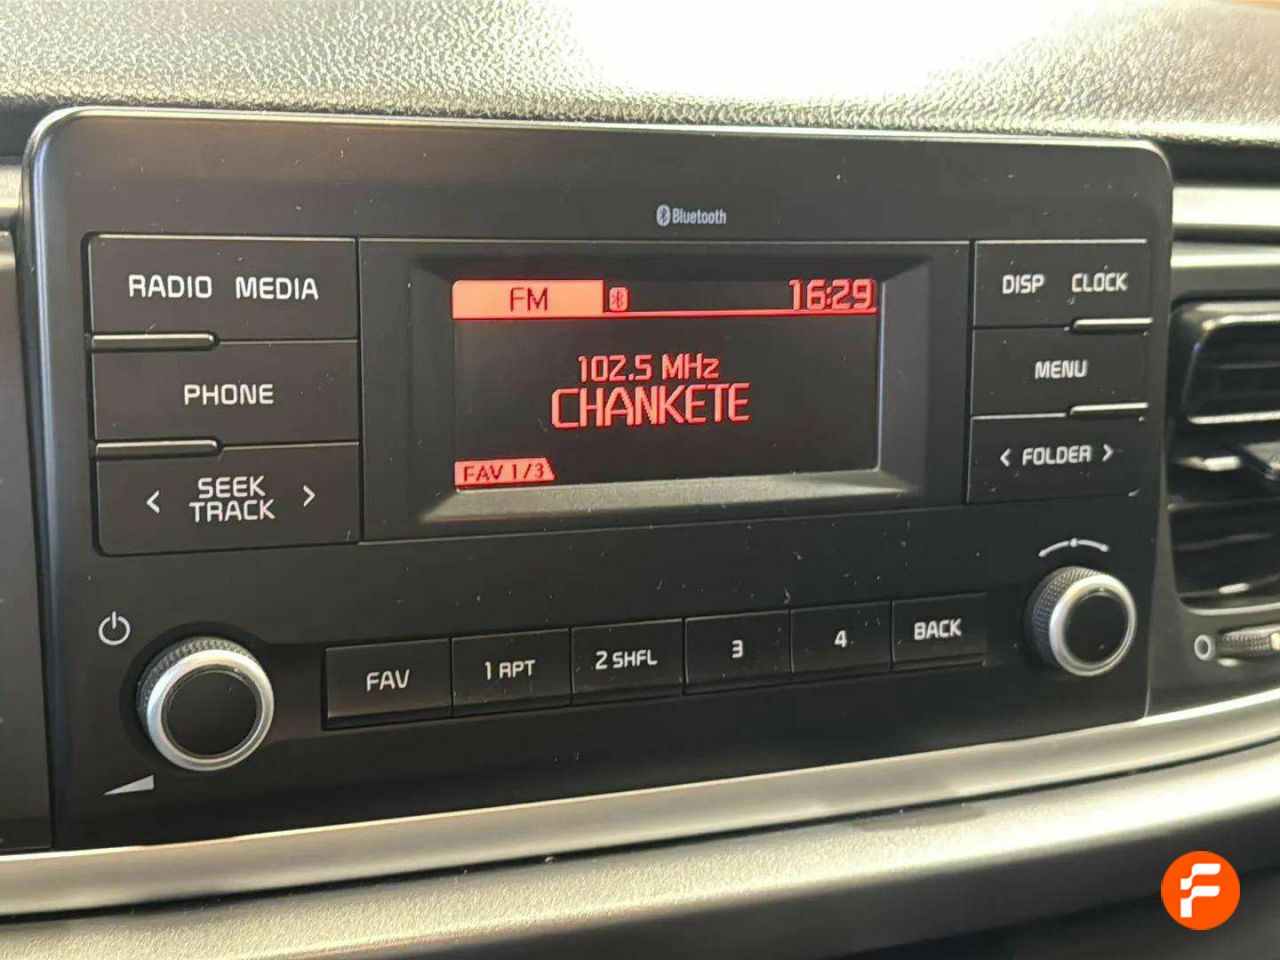 Bluetooth
RADIO MEDIA
FM 16:29
DISP CLOCK
102.5 MHz
CHANKETE
PHONE
MENU
FAV 1/3
< SEEK >
TRACK
< FOLDER >
FAV
1 RPT
2 SHFL
3
4
BACK